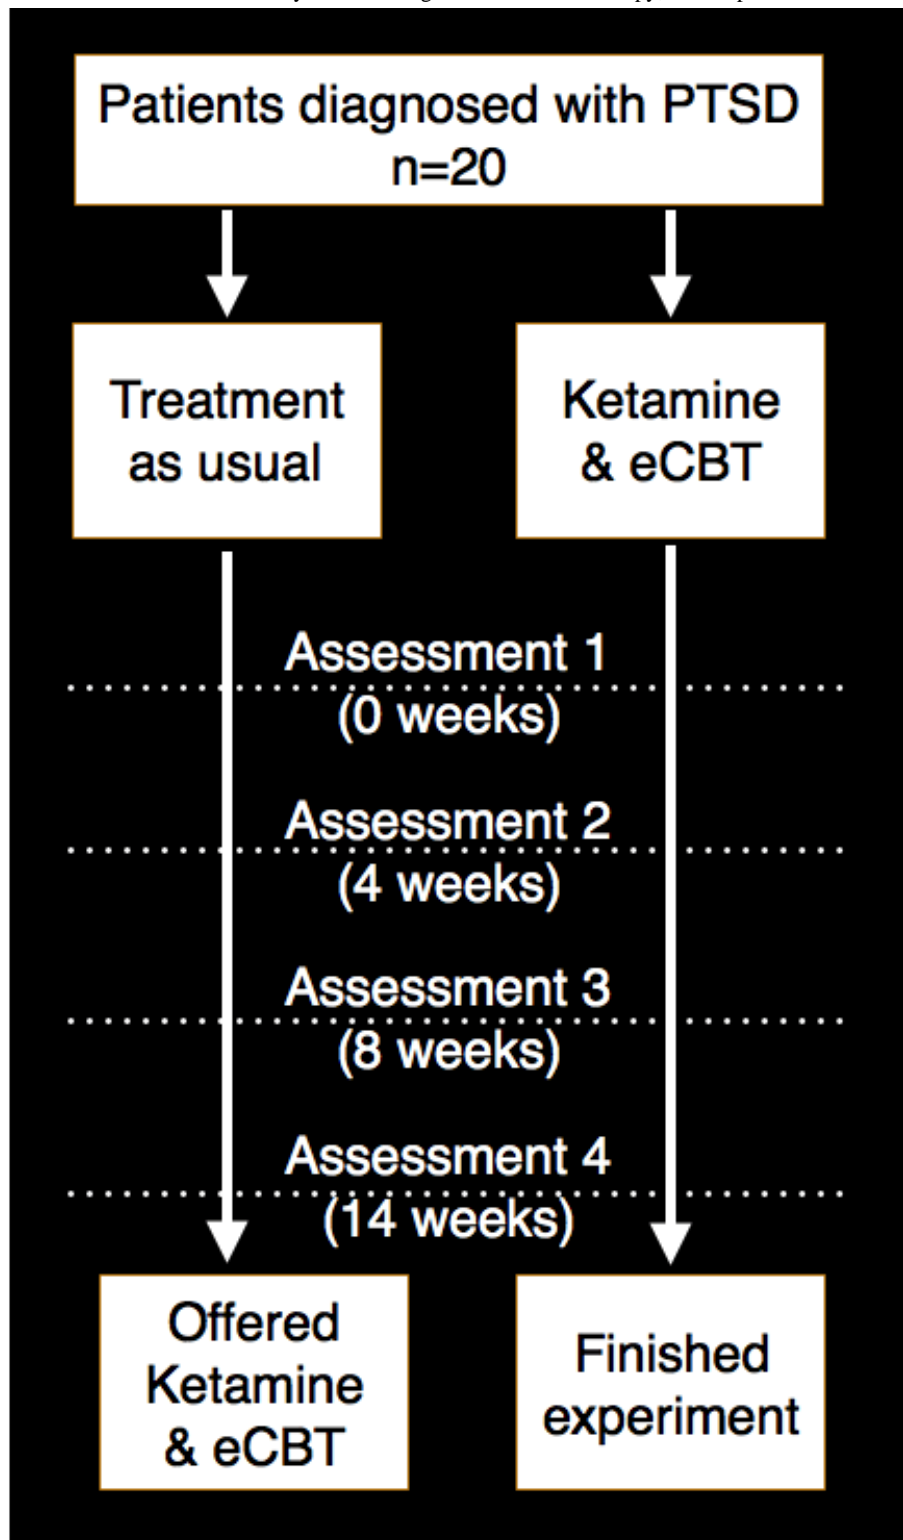 Patients diagnosed with PTSD
n=20
Treatment
as usual
Ketamine
& eCBT
Assessment 1
(0 weeks)
Assessment 2
(4 weeks)
Assessment 3
(8 weeks)
Assessment 4
(14 weeks)
Offered
Ketamine
& eCBT
Finished
experiment